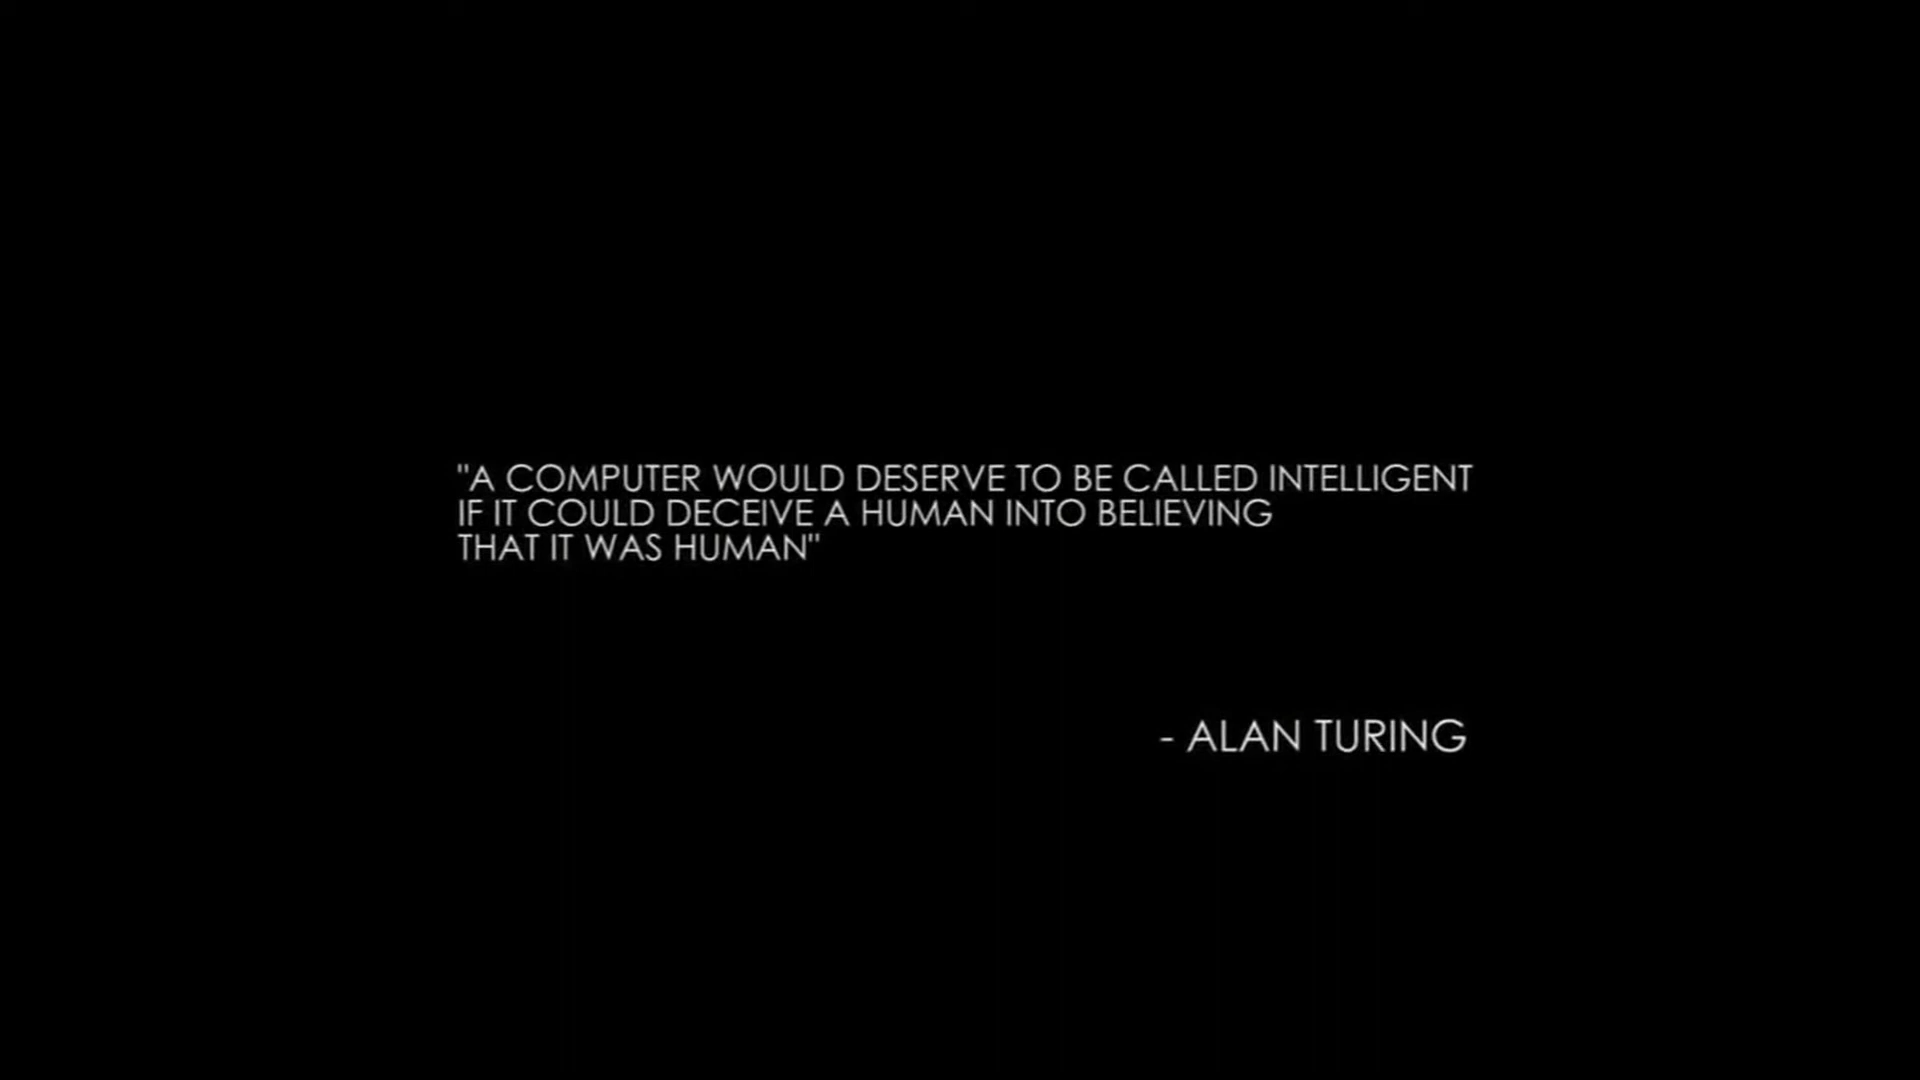 "A COMPUTER WOULD DESERVE TO BE CALLED INTELLIGENT
IF IT COULD DECEIVE A HUMAN INTO BELIEVING
THAT IT WAS HUMAN"
- ALAN TURING